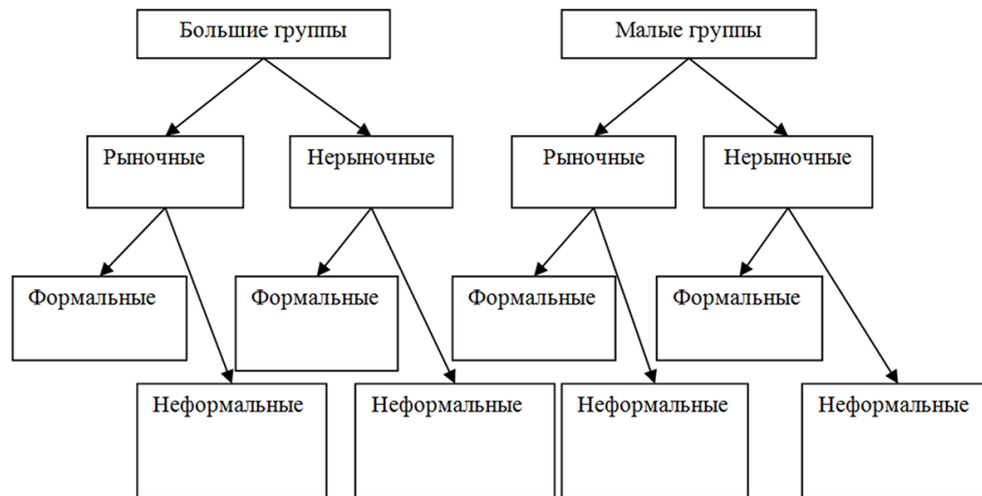 Большие группы
Малые группы
Рыночные
Нерыночные
Рыночные
Нерыночные
Формальные
Формальные
Формальные
Формальные
Неформальные
Неформальные
Неформальные
Неформальные